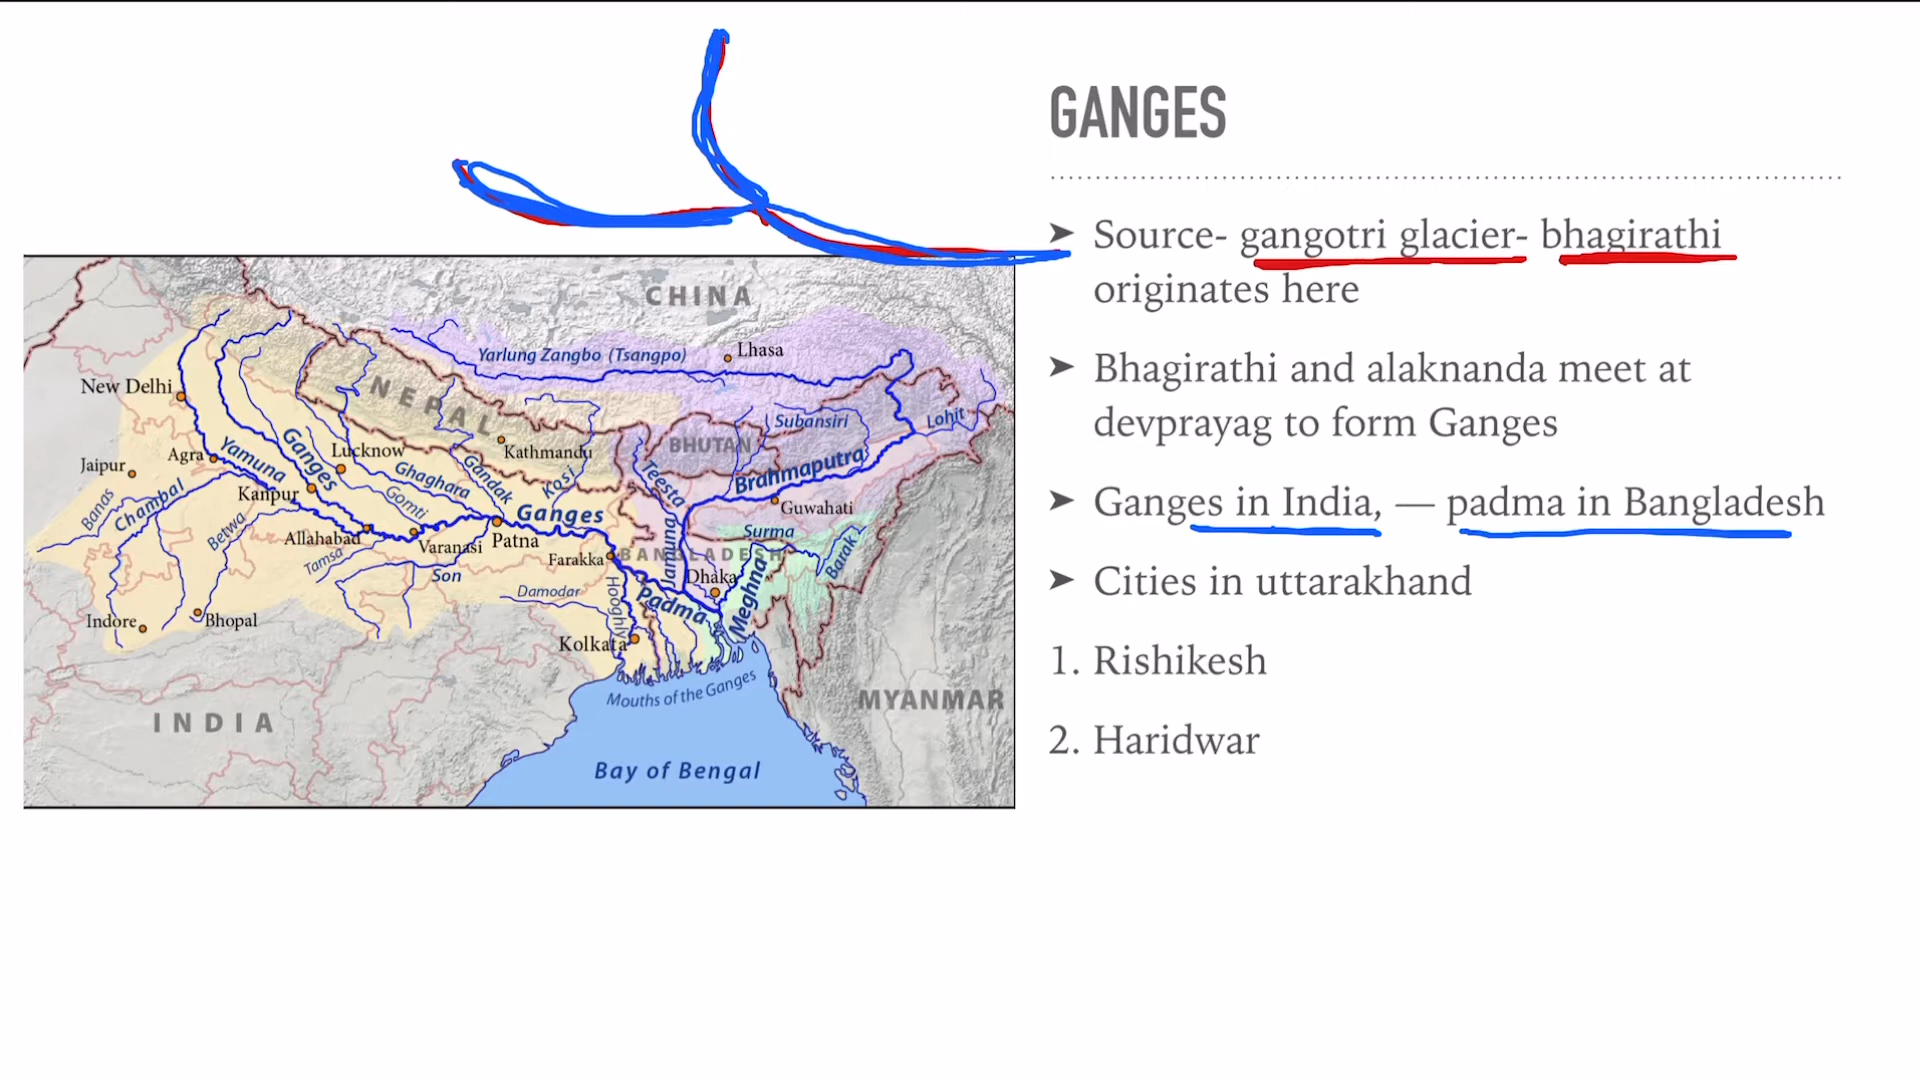 GANGES
➤ Source- gangotri glacier- bhagirathi
originates here
➤ Bhagirathi and alaknanda meet at
devprayag to form Ganges
➤ Ganges in India, — padma in Bangladesh
➤ Cities in uttarakhand
1. Rishikesh
2. Haridwar
CHINA
Yarlung Zangbo (Tsangpo)
Lhasa
New Delhi
NEPAL
Subansiri
Lohit
BHUTAN
Kathmandu
Jaipur
Agra
Yamuna
Ganges
Lucknow
Ghaghara
Gandak
Kosi
Teesta
Brahmaputra
Banas
Chambal
Kanpur
Gomti
Ganges
Guwahati
Betwa
Allahabad
Varanasi
Patna
Surma
Barak
Tamsa
Son
Farakka
BANGLADESH
Jamuna
Dhaka
Damodar
Hooghly
Padma
Meghna
Indore
Bhopal
Kolkata
Mouths of the Ganges
INDIA
MYANMAR
Bay of Bengal